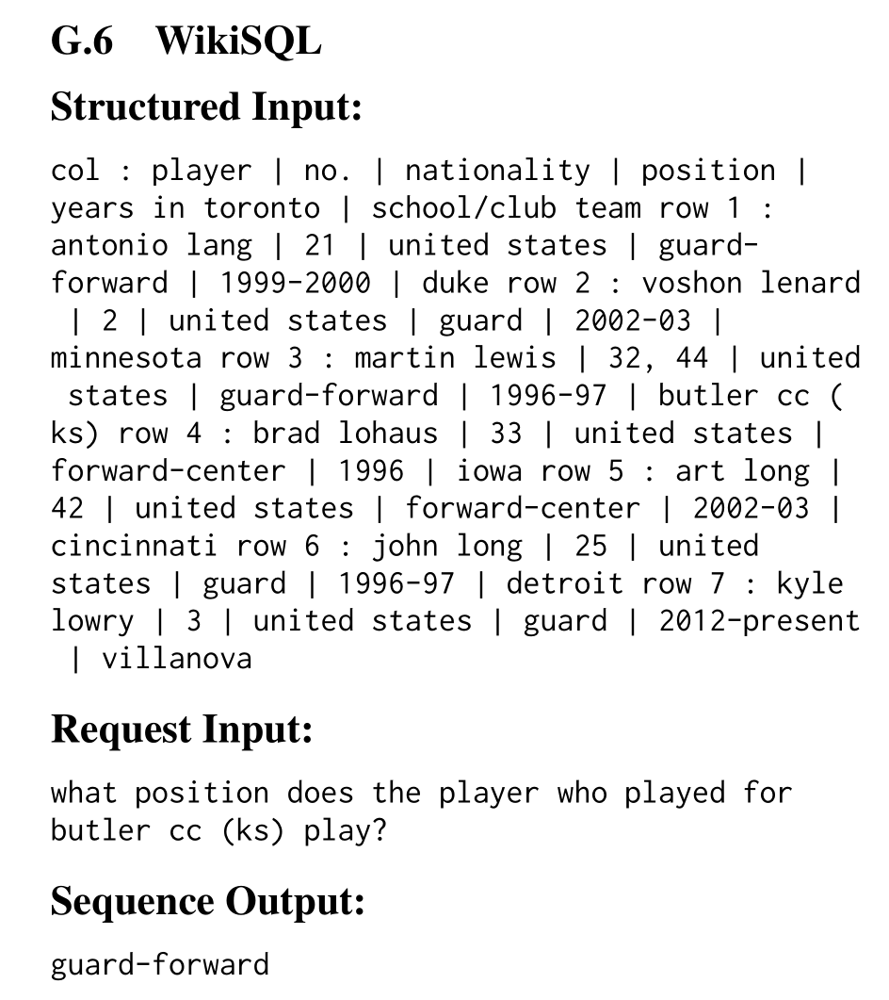 G.6 WikiSQL
Structured Input:
col : player | no. | nationality | position |
years in toronto | school/club team row 1 :
antonio lang | 21 | united states | guard-
forward | 1999-2000 | duke row 2 : voshon lenard
| 2 | united states | guard | 2002-03 |
minnesota row 3 : martin lewis | 32, 44 | united
states | guard-forward | 1996-97 | butler cc (
ks) row 4 : brad lohaus | 33 | united states |
forward-center | 1996 | iowa row 5 : art long |
42 | united states | forward-center | 2002-03 |
cincinnati row 6 : john long | 25 | united
states | guard | 1996-97 | detroit row 7 : kyle
lowry | 3 | united states | guard | 2012-present
| villanova
Request Input:
what position does the player who played for
butler cc (ks) play?
Sequence Output:
guard-forward